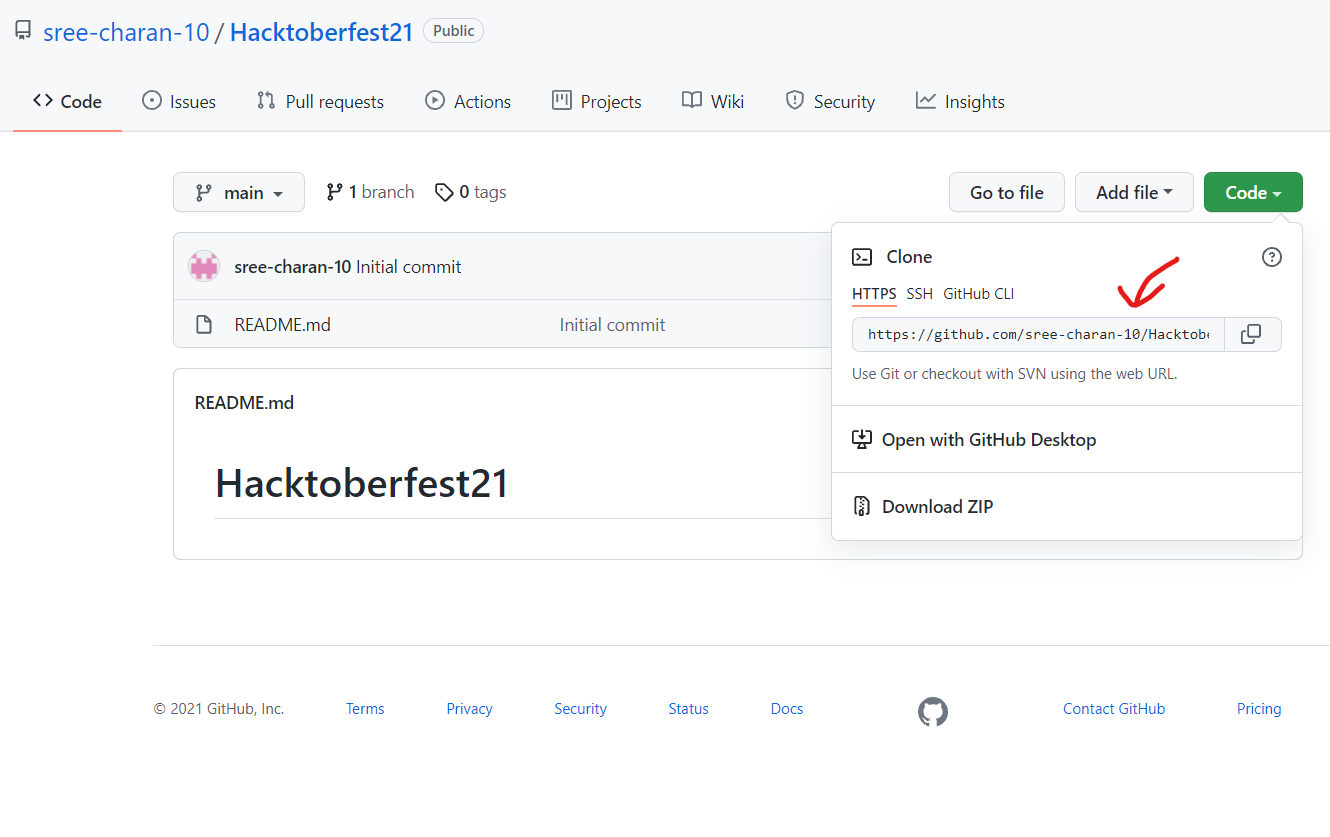 sree-charan-10 / Hacktoberfest21 Public
Code Issues Pull requests Actions Projects Wiki Security Insights
main 1 branch 0 tags Go to file Add file Code
sree-charan-10 Initial commit
README.md Initial commit
README.md
Hacktoberfest21
Clone
HTTPS SSH GitHub CLI
https://github.com/sree-charan-10/Hacktobe
Use Git or checkout with SVN using the web URL.
Open with GitHub Desktop
Download ZIP
© 2021 GitHub, Inc. Terms Privacy Security Status Docs Contact GitHub Pricing